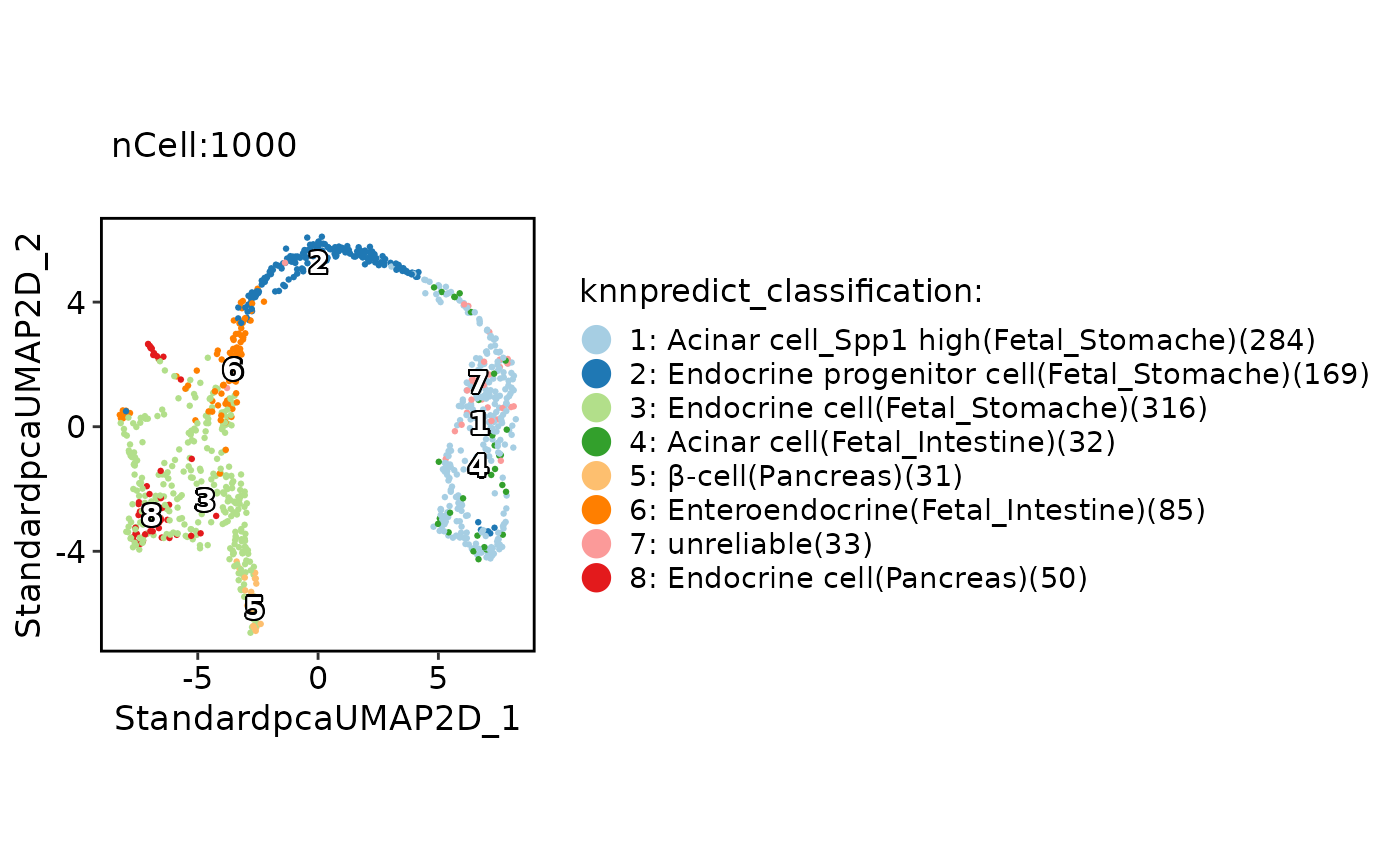 nCell:1000
StandardpcaUMAP2D_2
4
0
-4
2
6
7
1
4
3
8
5
-5
0
5
StandardpcaUMAP2D_1
knnpredict_classification:
1: Acinar cell_Spp1 high(Fetal_Stomache)(284)
2: Endocrine progenitor cell(Fetal_Stomache)(169)
3: Endocrine cell(Fetal_Stomache)(316)
4: Acinar cell(Fetal_Intestine)(32)
5: β-cell(Pancreas)(31)
6: Enteroendocrine(Fetal_Intestine)(85)
7: unreliable(33)
8: Endocrine cell(Pancreas)(50)